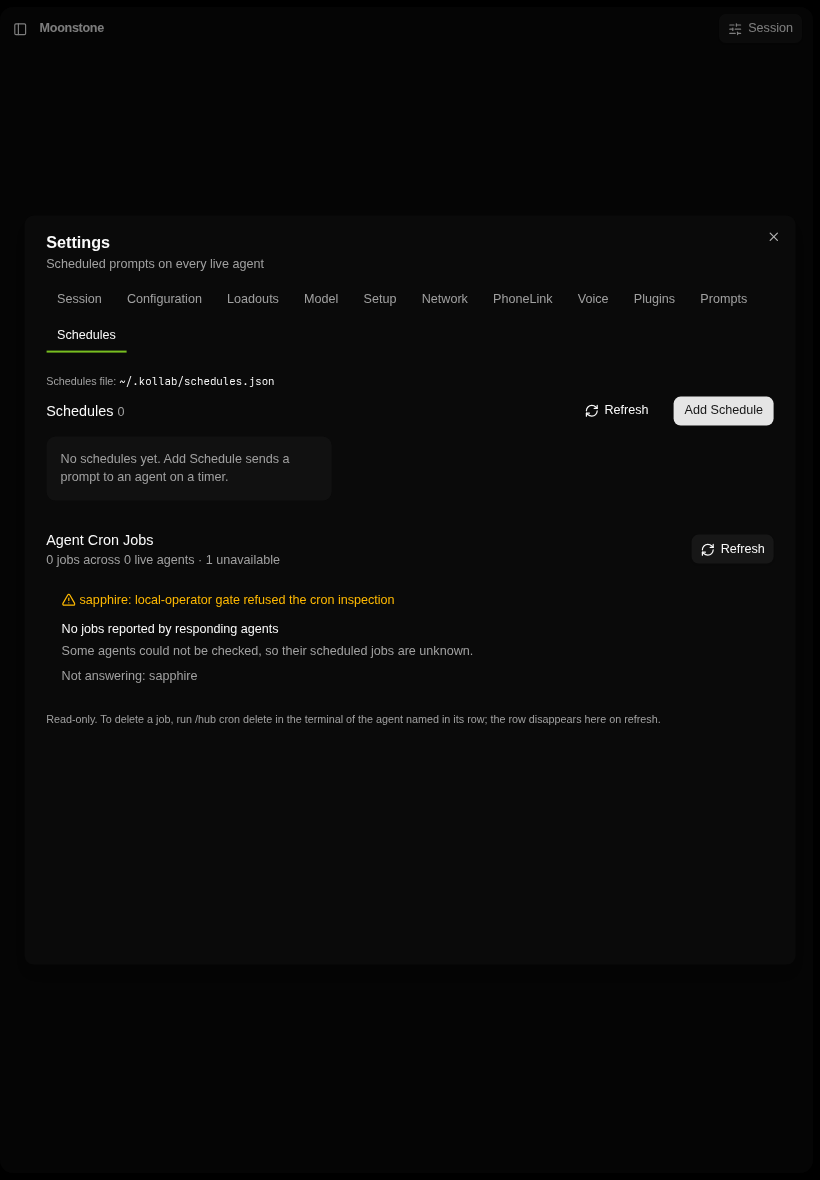 Moonstone
Session
Settings
Scheduled prompts on every live agent
Session Configuration Loadouts Model Setup Network PhoneLink Voice Plugins Prompts
Schedules
Schedules file: ~/.kollab/schedules.json
Schedules 0
Refresh
Add Schedule
No schedules yet. Add Schedule sends a
prompt to an agent on a timer.
Agent Cron Jobs
0 jobs across 0 live agents · 1 unavailable
Refresh
sapphire: local-operator gate refused the cron inspection
No jobs reported by responding agents
Some agents could not be checked, so their scheduled jobs are unknown.
Not answering: sapphire
Read-only. To delete a job, run /hub cron delete in the terminal of the agent named in its row; the row disappears here on refresh.